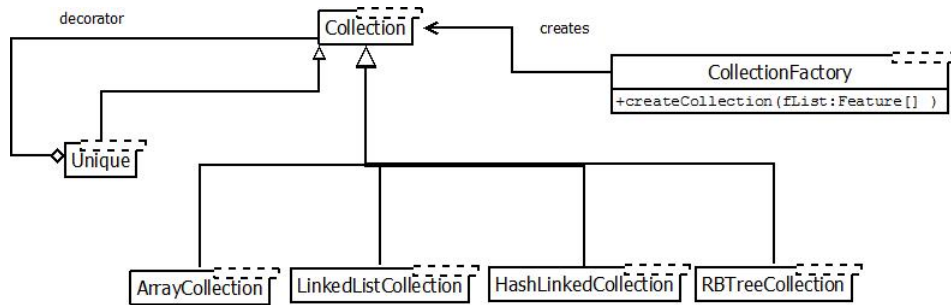 decorator
Collection
creates
CollectionFactory
+createCollection(fList:Feature[] )
Unique
ArrayCollection
LinkedListCollection
HashLinkedCollection
RBTreeCollection